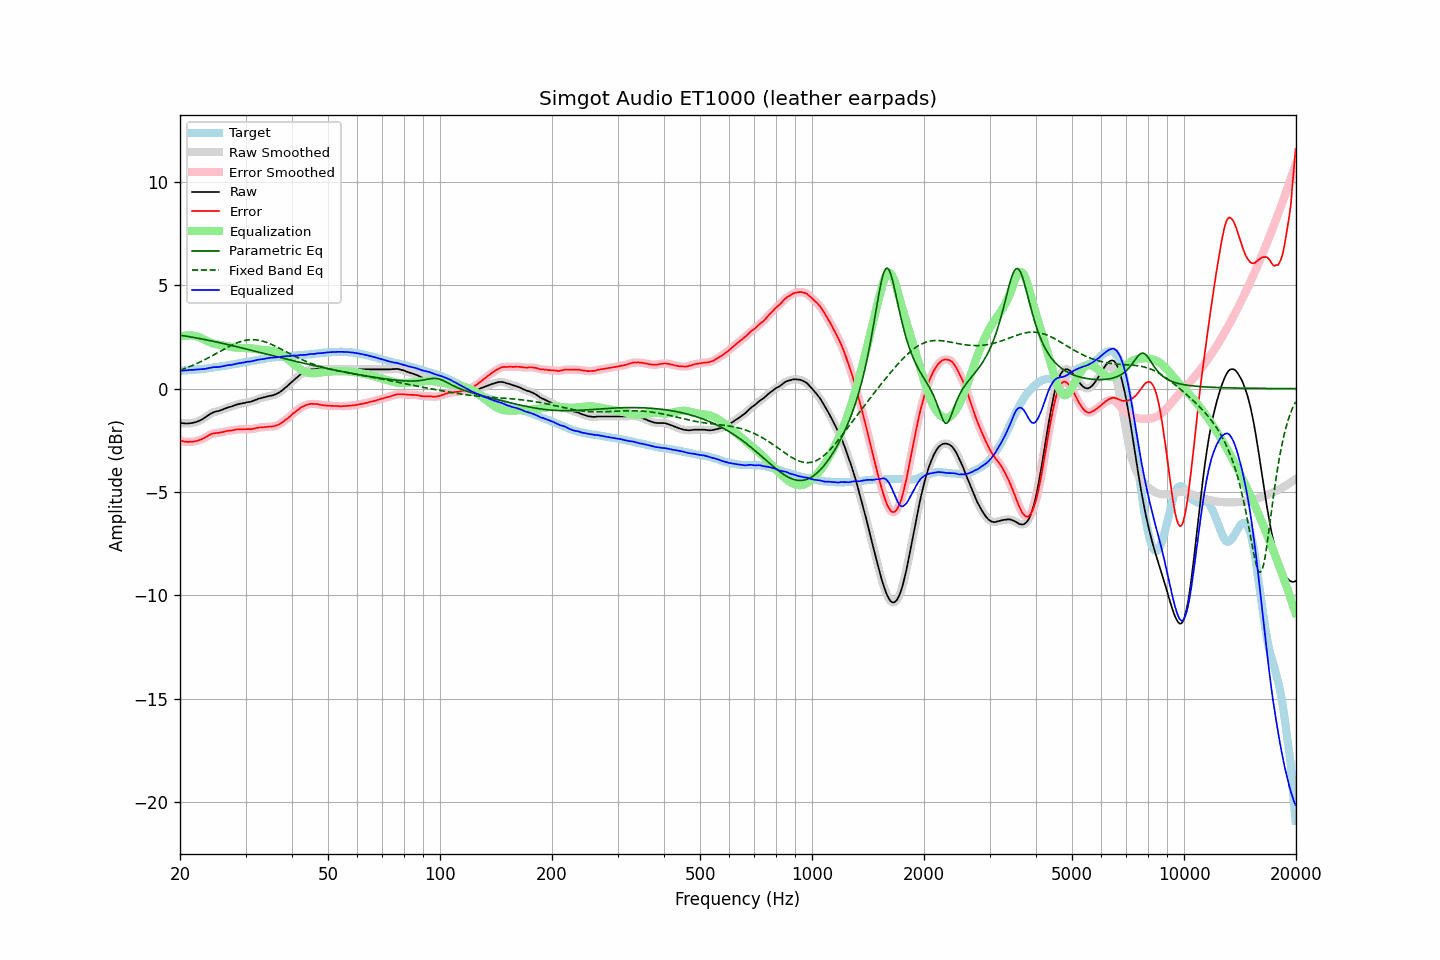 Simgot Audio ET1000 (leather earpads)
Target
Raw Smoothed
Error Smoothed
Raw
Error
Equalization
Parametric Eq
Fixed Band Eq
Equalized
10
5
0
−5
−10
−15
−20
Amplitude (dBr)
20 50 100 200 500 1000 2000 5000 10000 20000
Frequency (Hz)